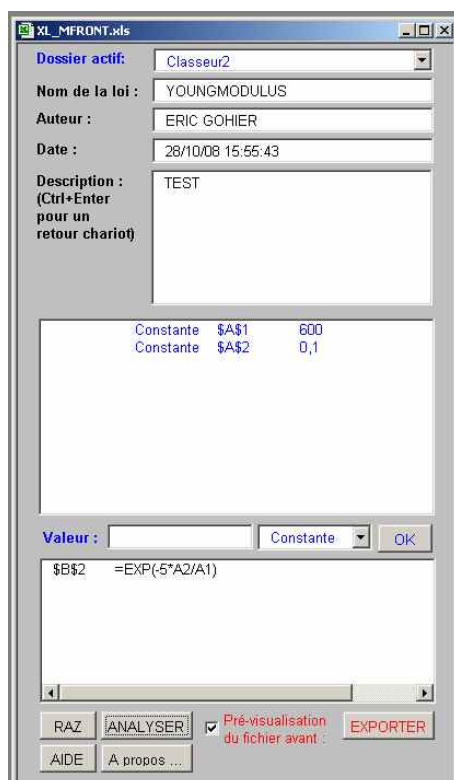 XL_MFRONT.xls
Dossier actif: Classeur2
Nom de la loi : YOUNGMODULUS
Auteur : ERIC GOHIER
Date : 28/10/08 15:55:43
Description : TEST
(Ctrl+Enter
pour un
retour chariot)
Constante $A$1 600
Constante $A$2 0,1
Valeur : Constante OK
$B$2 =EXP(-5*A2/A1)
RAZ ANALYSER Pré-visualisation
du fichier avant : EXPORTER
AIDE A propos ...